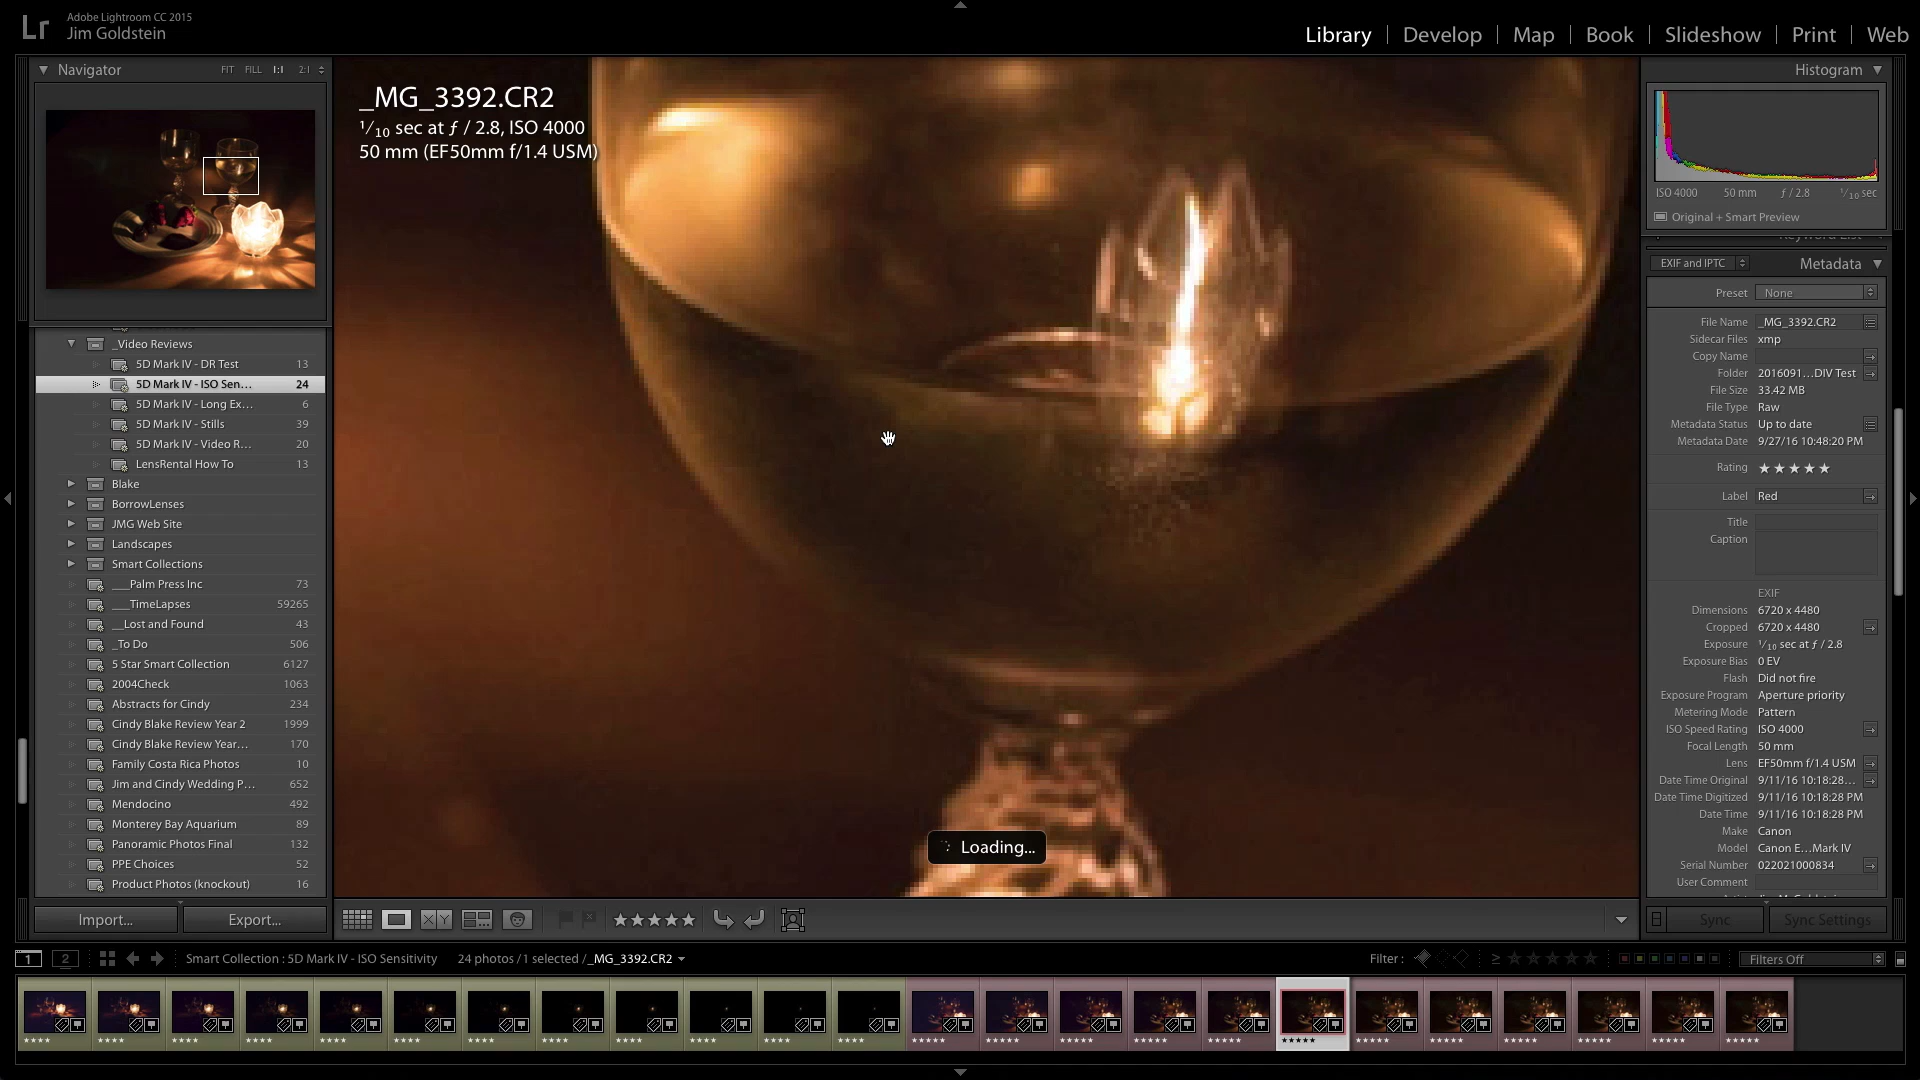 Lr
Adobe Lightroom CC 2015
Jim Goldstein
Library | Develop | Map | Book | Slideshow | Print | Web
Navigator FIT FILL 1:1 2:1
_Video Reviews
5D Mark IV - DR Test 13
5D Mark IV - ISO Sen... 24
5D Mark IV - Long Ex... 6
5D Mark IV - Stills 39
5D Mark IV - Video R... 20
LensRental How To 13
Blake
BorrowLenses
JMG Web Site
Landscapes
Smart Collections
___Palm Press Inc 73
___TimeLapses 59265
__Lost and Found 43
_To Do 506
5 Star Smart Collection 6127
2004Check 1063
Abstracts for Cindy 234
Cindy Blake Review Year 2 1999
Cindy Blake Review Year... 170
Family Costa Rica Photos 10
Jim and Cindy Wedding P... 652
Mendocino 492
Monterey Bay Aquarium 89
Panoramic Photos Final 132
PPE Choices 52
Product Photos (knockout) 16
Import... Export...
_MG_3392.CR2
1/10 sec at ƒ / 2.8, ISO 4000
50 mm (EF50mm f/1.4 USM)
Loading...
XY
Histogram
ISO 4000 50 mm ƒ / 2.8 1/10 sec
Original + Smart Preview
Keyword List
EXIF and IPTC Metadata
Preset None
File Name _MG_3392.CR2
Sidecar Files xmp
Copy Name
Folder 2016091...DIV Test
File Size 33.42 MB
File Type Raw
Metadata Status Up to date
Metadata Date 9/27/16 10:48:20 PM
Rating ★★★★★
Label Red
Title
Caption
EXIF
Dimensions 6720 x 4480
Cropped 6720 x 4480
Exposure 1/10 sec at ƒ / 2.8
Exposure Bias 0 EV
Flash Did not fire
Exposure Program Aperture priority
Metering Mode Pattern
ISO Speed Rating ISO 4000
Focal Length 50 mm
Lens EF50mm f/1.4 USM
Date Time Original 9/11/16 10:18:28...
Date Time Digitized 9/11/16 10:18:28 PM
Date Time 9/11/16 10:18:28 PM
Make Canon
Model Canon E...Mark IV
Serial Number 022021000834
User Comment
Sync Sync Settings
1 2 Smart Collection : 5D Mark IV - ISO Sensitivity 24 photos / 1 selected / _MG_3392.CR2
Filter : ≥ ★★★★★ Filters Off